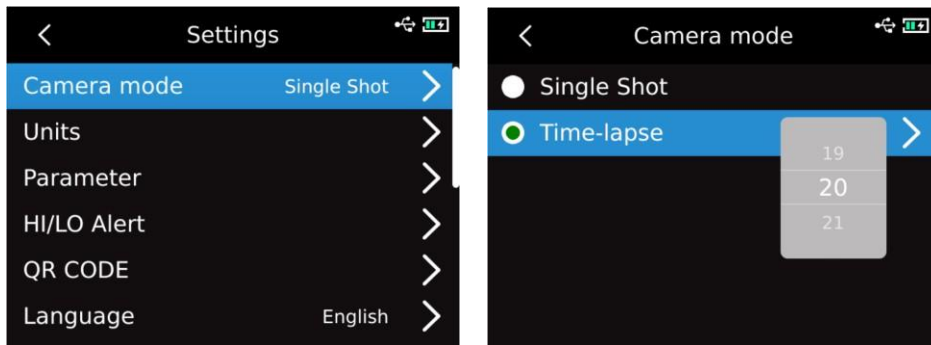 Settings
Camera mode Single Shot
Units
Parameter
HI/LO Alert
QR CODE
Language English
Camera mode
Single Shot
Time-lapse
19
20
21